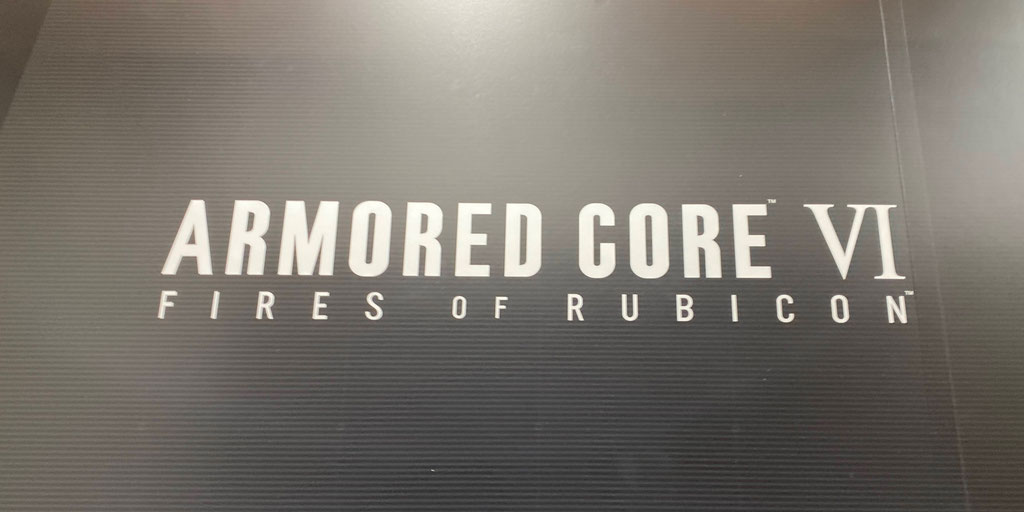 ARMORED CORE™ VI
FIRES OF RUBICON™